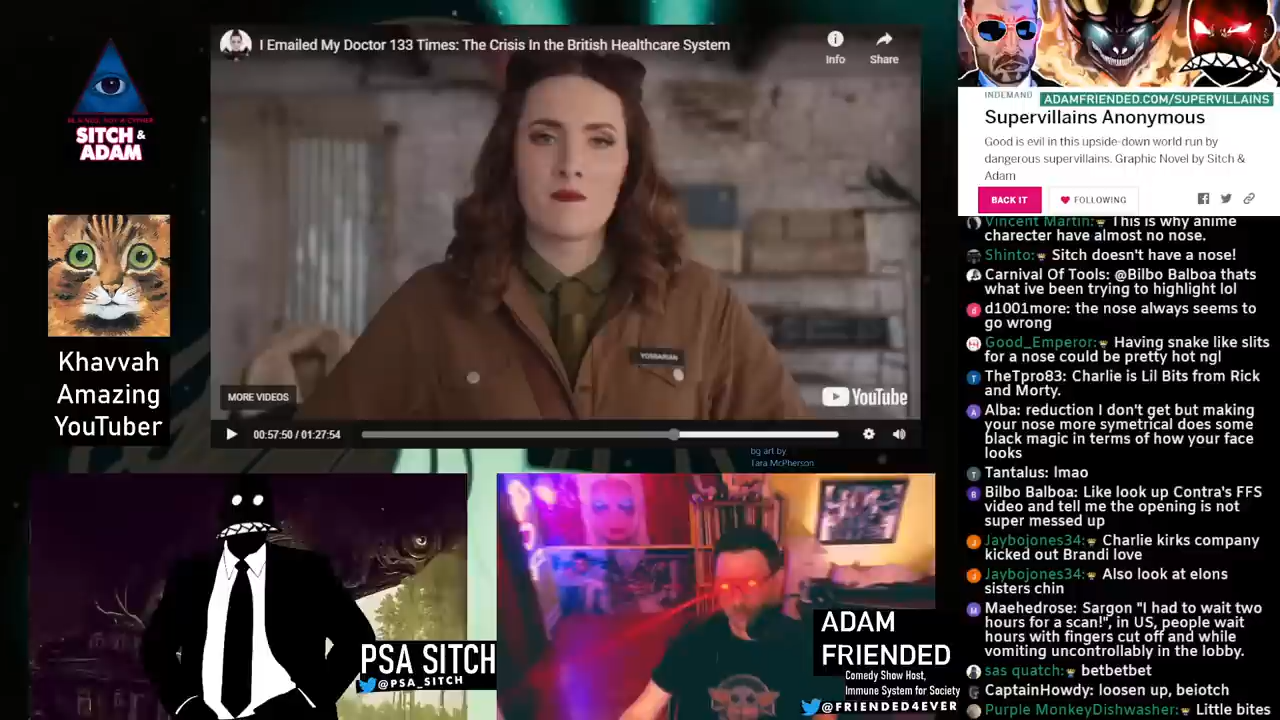 I Emailed My Doctor 133 Times: The Crisis In the British Healthcare System
Info
Share
SITCH &
ADAM
Khavvah
Amazing
YouTuber
YOSSARIAN
MORE VIDEOS
YouTube
00:57:50 / 01:27:54
bg art by
Tara McPherson
PSA SITCH
@PSA_SITCH
ADAM
FRIENDED
Comedy Show Host,
Immune System for Society
@FRIENDED4EVER
INDEMAND
ADAMFRIENDED.COM/SUPERVILLAINS
Supervillains Anonymous
Good is evil in this upside-down world run by
dangerous supervillains. Graphic Novel by Sitch &
Adam
BACK IT
FOLLOWING
Vincent Martin: This is why anime
charecter have almost no nose.
Shinto: Sitch doesn't have a nose!
Carnival Of Tools: @Bilbo Balboa thats
what ive been trying to highlight lol
d1001more: the nose always seems to
go wrong
Good_Emperor: Having snake like slits
for a nose could be pretty hot ngl
TheTpro83: Charlie is Lil Bits from Rick
and Morty.
Alba: reduction I don't get but making
your nose more symetrical does some
black magic in terms of how your face
looks
Tantalus: lmao
Bilbo Balboa: Like look up Contra's FFS
video and tell me the opening is not
super messed up
Jaybojones34: Charlie kirks company
kicked out Brandi love
Jaybojones34: Also look at elons
sisters chin
Maehedrose: Sargon "I had to wait two
hours for a scan!", in US, people wait
hours with fingers cut off and while
vomiting uncontrollably in the lobby.
sas quatch: betbetbet
CaptainHowdy: loosen up, beiotch
Purple MonkeyDishwasher: Little bites